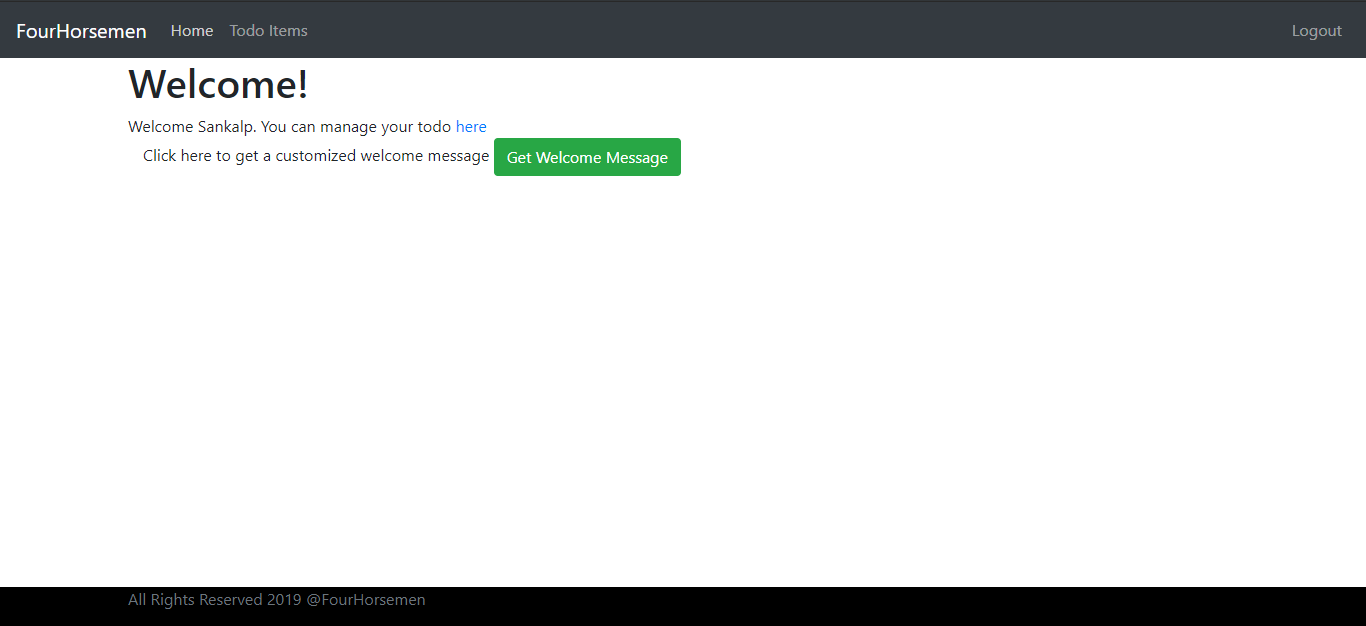 FourHorsemen Home Todo Items Logout
Welcome!
Welcome Sankalp. You can manage your todo here
Click here to get a customized welcome message Get Welcome Message
All Rights Reserved 2019 @FourHorsemen